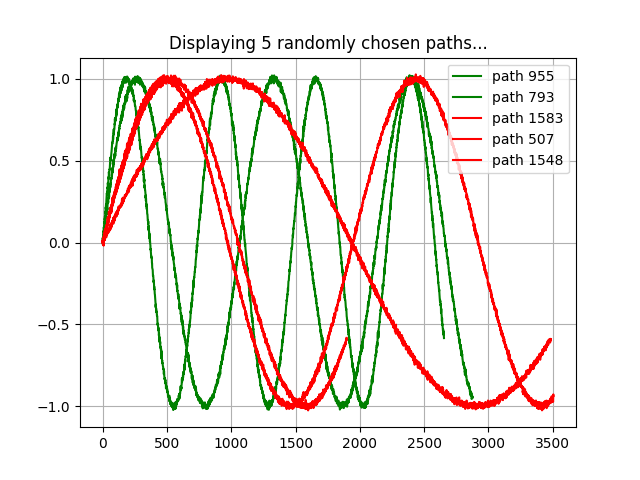 Displaying 5 randomly chosen paths...
1.0
0.5
0.0
−0.5
−1.0
path 955
path 793
path 1583
path 507
path 1548
0 500 1000 1500 2000 2500 3000 3500